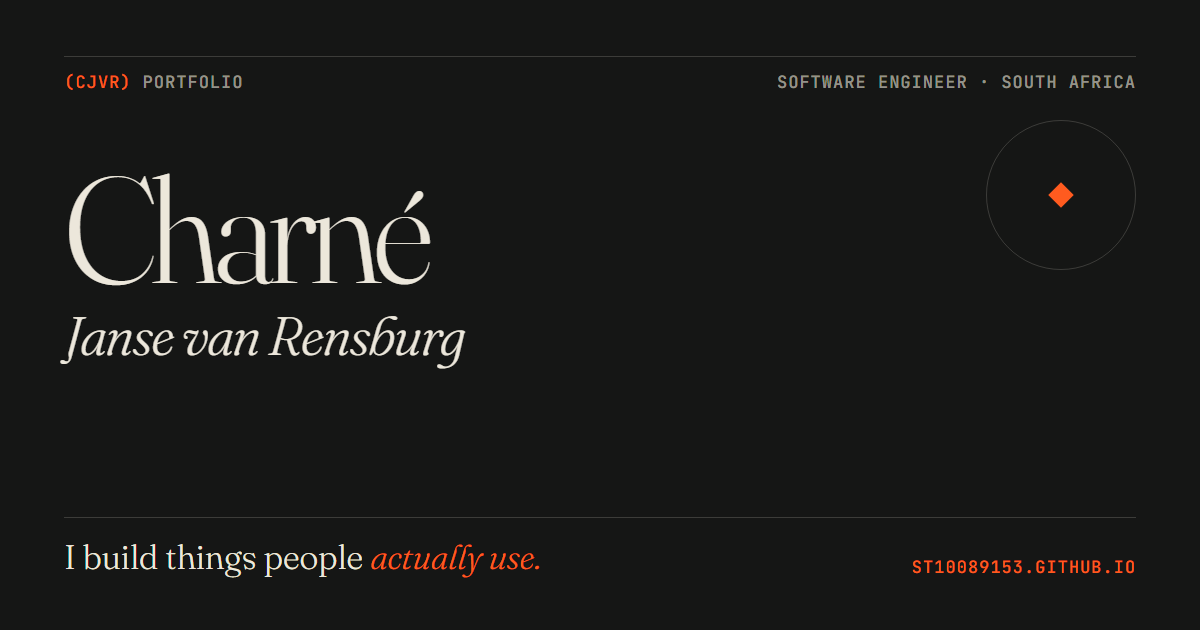 (CJVR) PORTFOLIO
SOFTWARE ENGINEER · SOUTH AFRICA
Charné
Janse van Rensburg
I build things people actually use.
ST10089153.GITHUB.IO